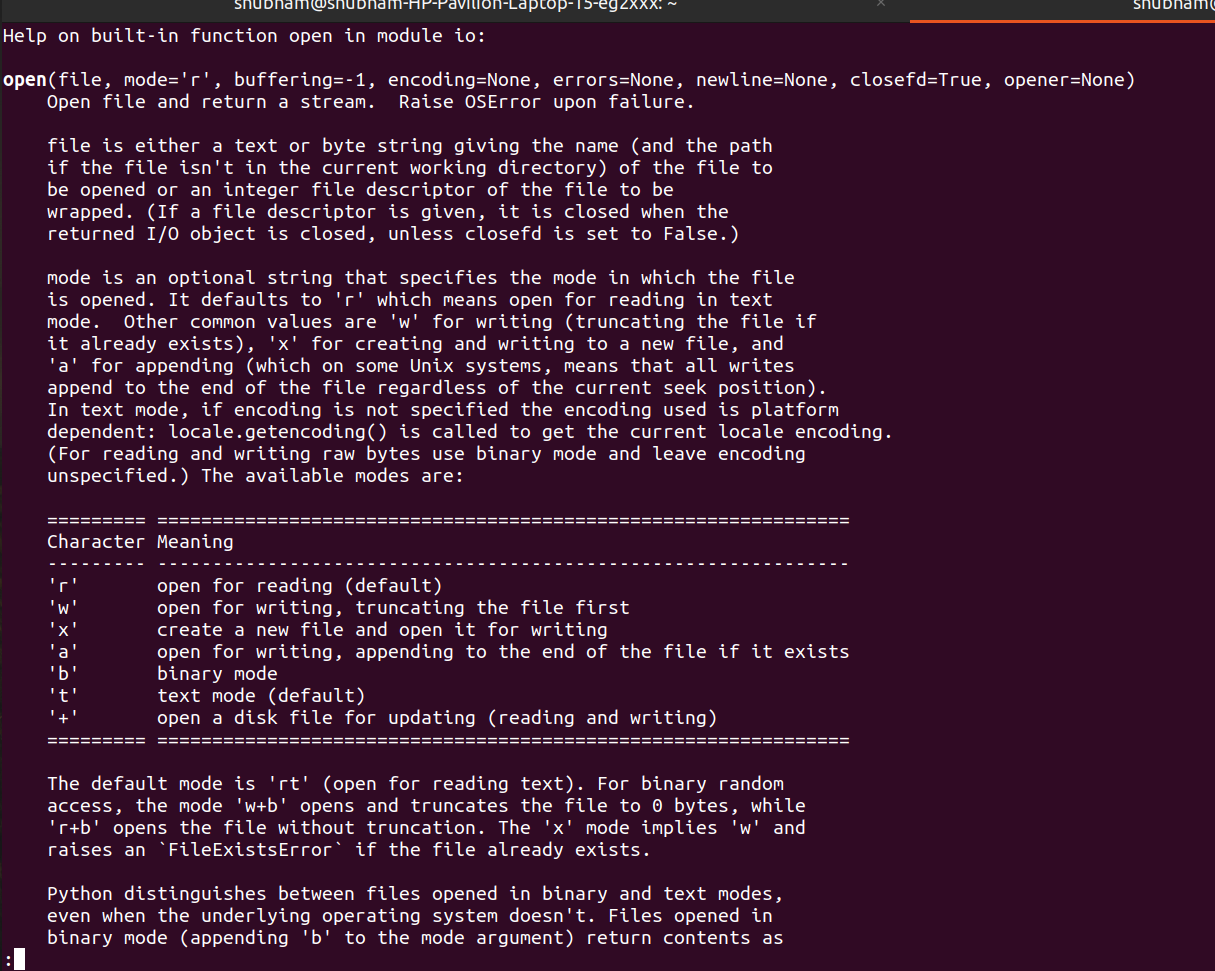 shubham@shubham-HP-Pavilion-Laptop-15-eg2xxx: ~ × shubham@
Help on built-in function open in module io:
open(file, mode='r', buffering=-1, encoding=None, errors=None, newline=None, closefd=True, opener=None)
Open file and return a stream.  Raise OSError upon failure.
file is either a text or byte string giving the name (and the path
if the file isn't in the current working directory) of the file to
be opened or an integer file descriptor of the file to be
wrapped. (If a file descriptor is given, it is closed when the
returned I/O object is closed, unless closefd is set to False.)
mode is an optional string that specifies the mode in which the file
is opened. It defaults to 'r' which means open for reading in text
mode.  Other common values are 'w' for writing (truncating the file if
it already exists), 'x' for creating and writing to a new file, and
'a' for appending (which on some Unix systems, means that all writes
append to the end of the file regardless of the current seek position).
In text mode, if encoding is not specified the encoding used is platform
dependent: locale.getencoding() is called to get the current locale encoding.
(For reading and writing raw bytes use binary mode and leave encoding
unspecified.) The available modes are:
========= ===============================================================
Character Meaning
--------- ---------------------------------------------------------------
'r'       open for reading (default)
'w'       open for writing, truncating the file first
'x'       create a new file and open it for writing
'a'       open for writing, appending to the end of the file if it exists
'b'       binary mode
't'       text mode (default)
'+'       open a disk file for updating (reading and writing)
========= ===============================================================
The default mode is 'rt' (open for reading text). For binary random
access, the mode 'w+b' opens and truncates the file to 0 bytes, while
'r+b' opens the file without truncation. The 'x' mode implies 'w' and
raises an `FileExistsError` if the file already exists.
Python distinguishes between files opened in binary and text modes,
even when the underlying operating system doesn't. Files opened in
binary mode (appending 'b' to the mode argument) return contents as
: